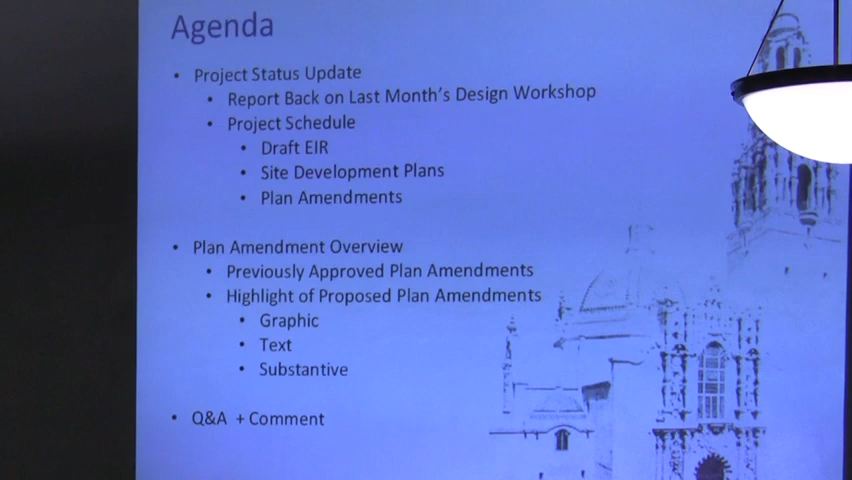 Agenda
• Project Status Update
• Report Back on Last Month's Design Workshop
• Project Schedule
• Draft EIR
• Site Development Plans
• Plan Amendments
• Plan Amendment Overview
• Previously Approved Plan Amendments
• Highlight of Proposed Plan Amendments
• Graphic
• Text
• Substantive
• Q&A + Comment